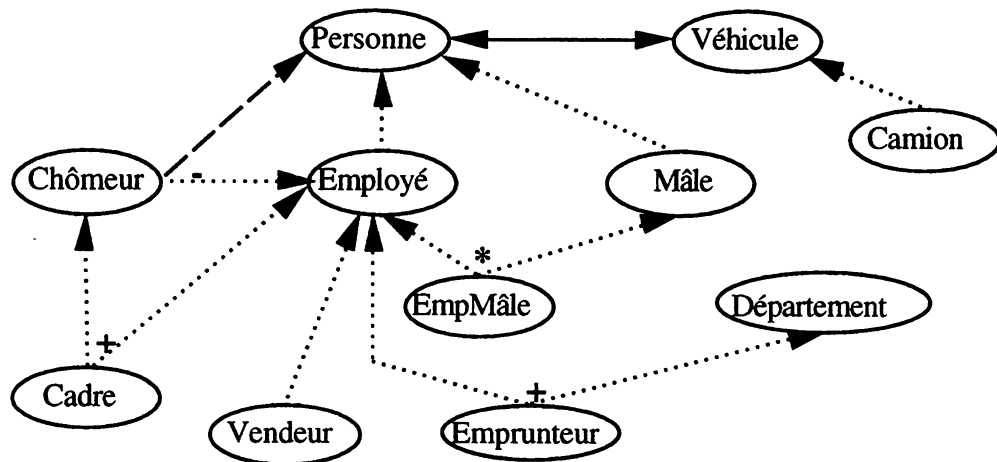 Personne
Véhicule
Camion
Chômeur
-
Employé
Mâle
*
EmpMâle
Département
+
Cadre
+
Vendeur
Emprunteur